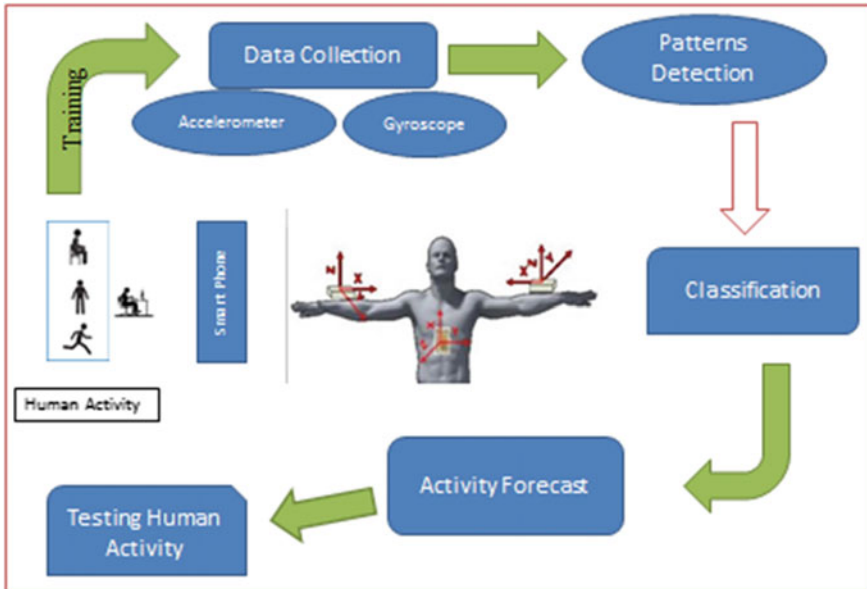 Training
Data Collection
Accelerometer
Gyroscope
Patterns
Detection
Smart Phone
Z
X
X
Z
Classification
Human Activity
Activity Forecast
Testing Human
Activity